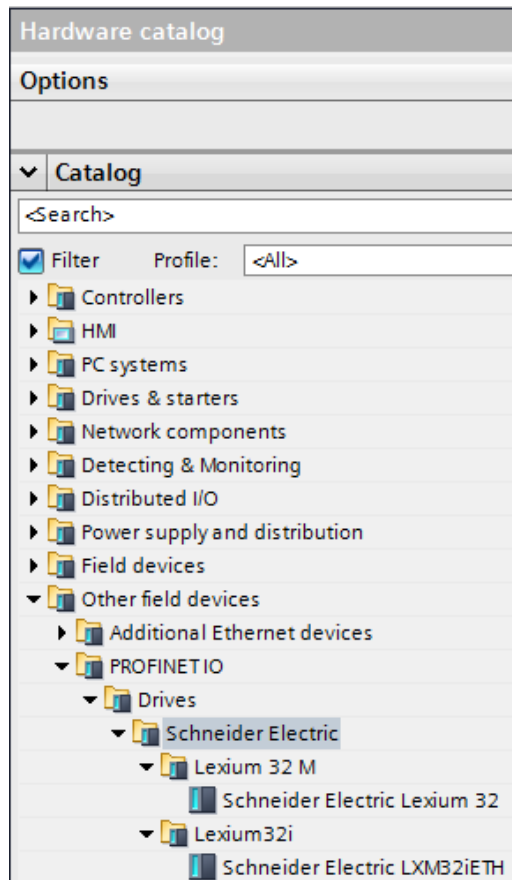 Hardware catalog
Options
Catalog
<Search>
Filter Profile: <All>
Controllers
HMI
PC systems
Drives & starters
Network components
Detecting & Monitoring
Distributed I/O
Power supply and distribution
Field devices
Other field devices
Additional Ethernet devices
PROFINET IO
Drives
Schneider Electric
Lexium 32 M
Schneider Electric Lexium 32
Lexium32i
Schneider Electric LXM32iETH